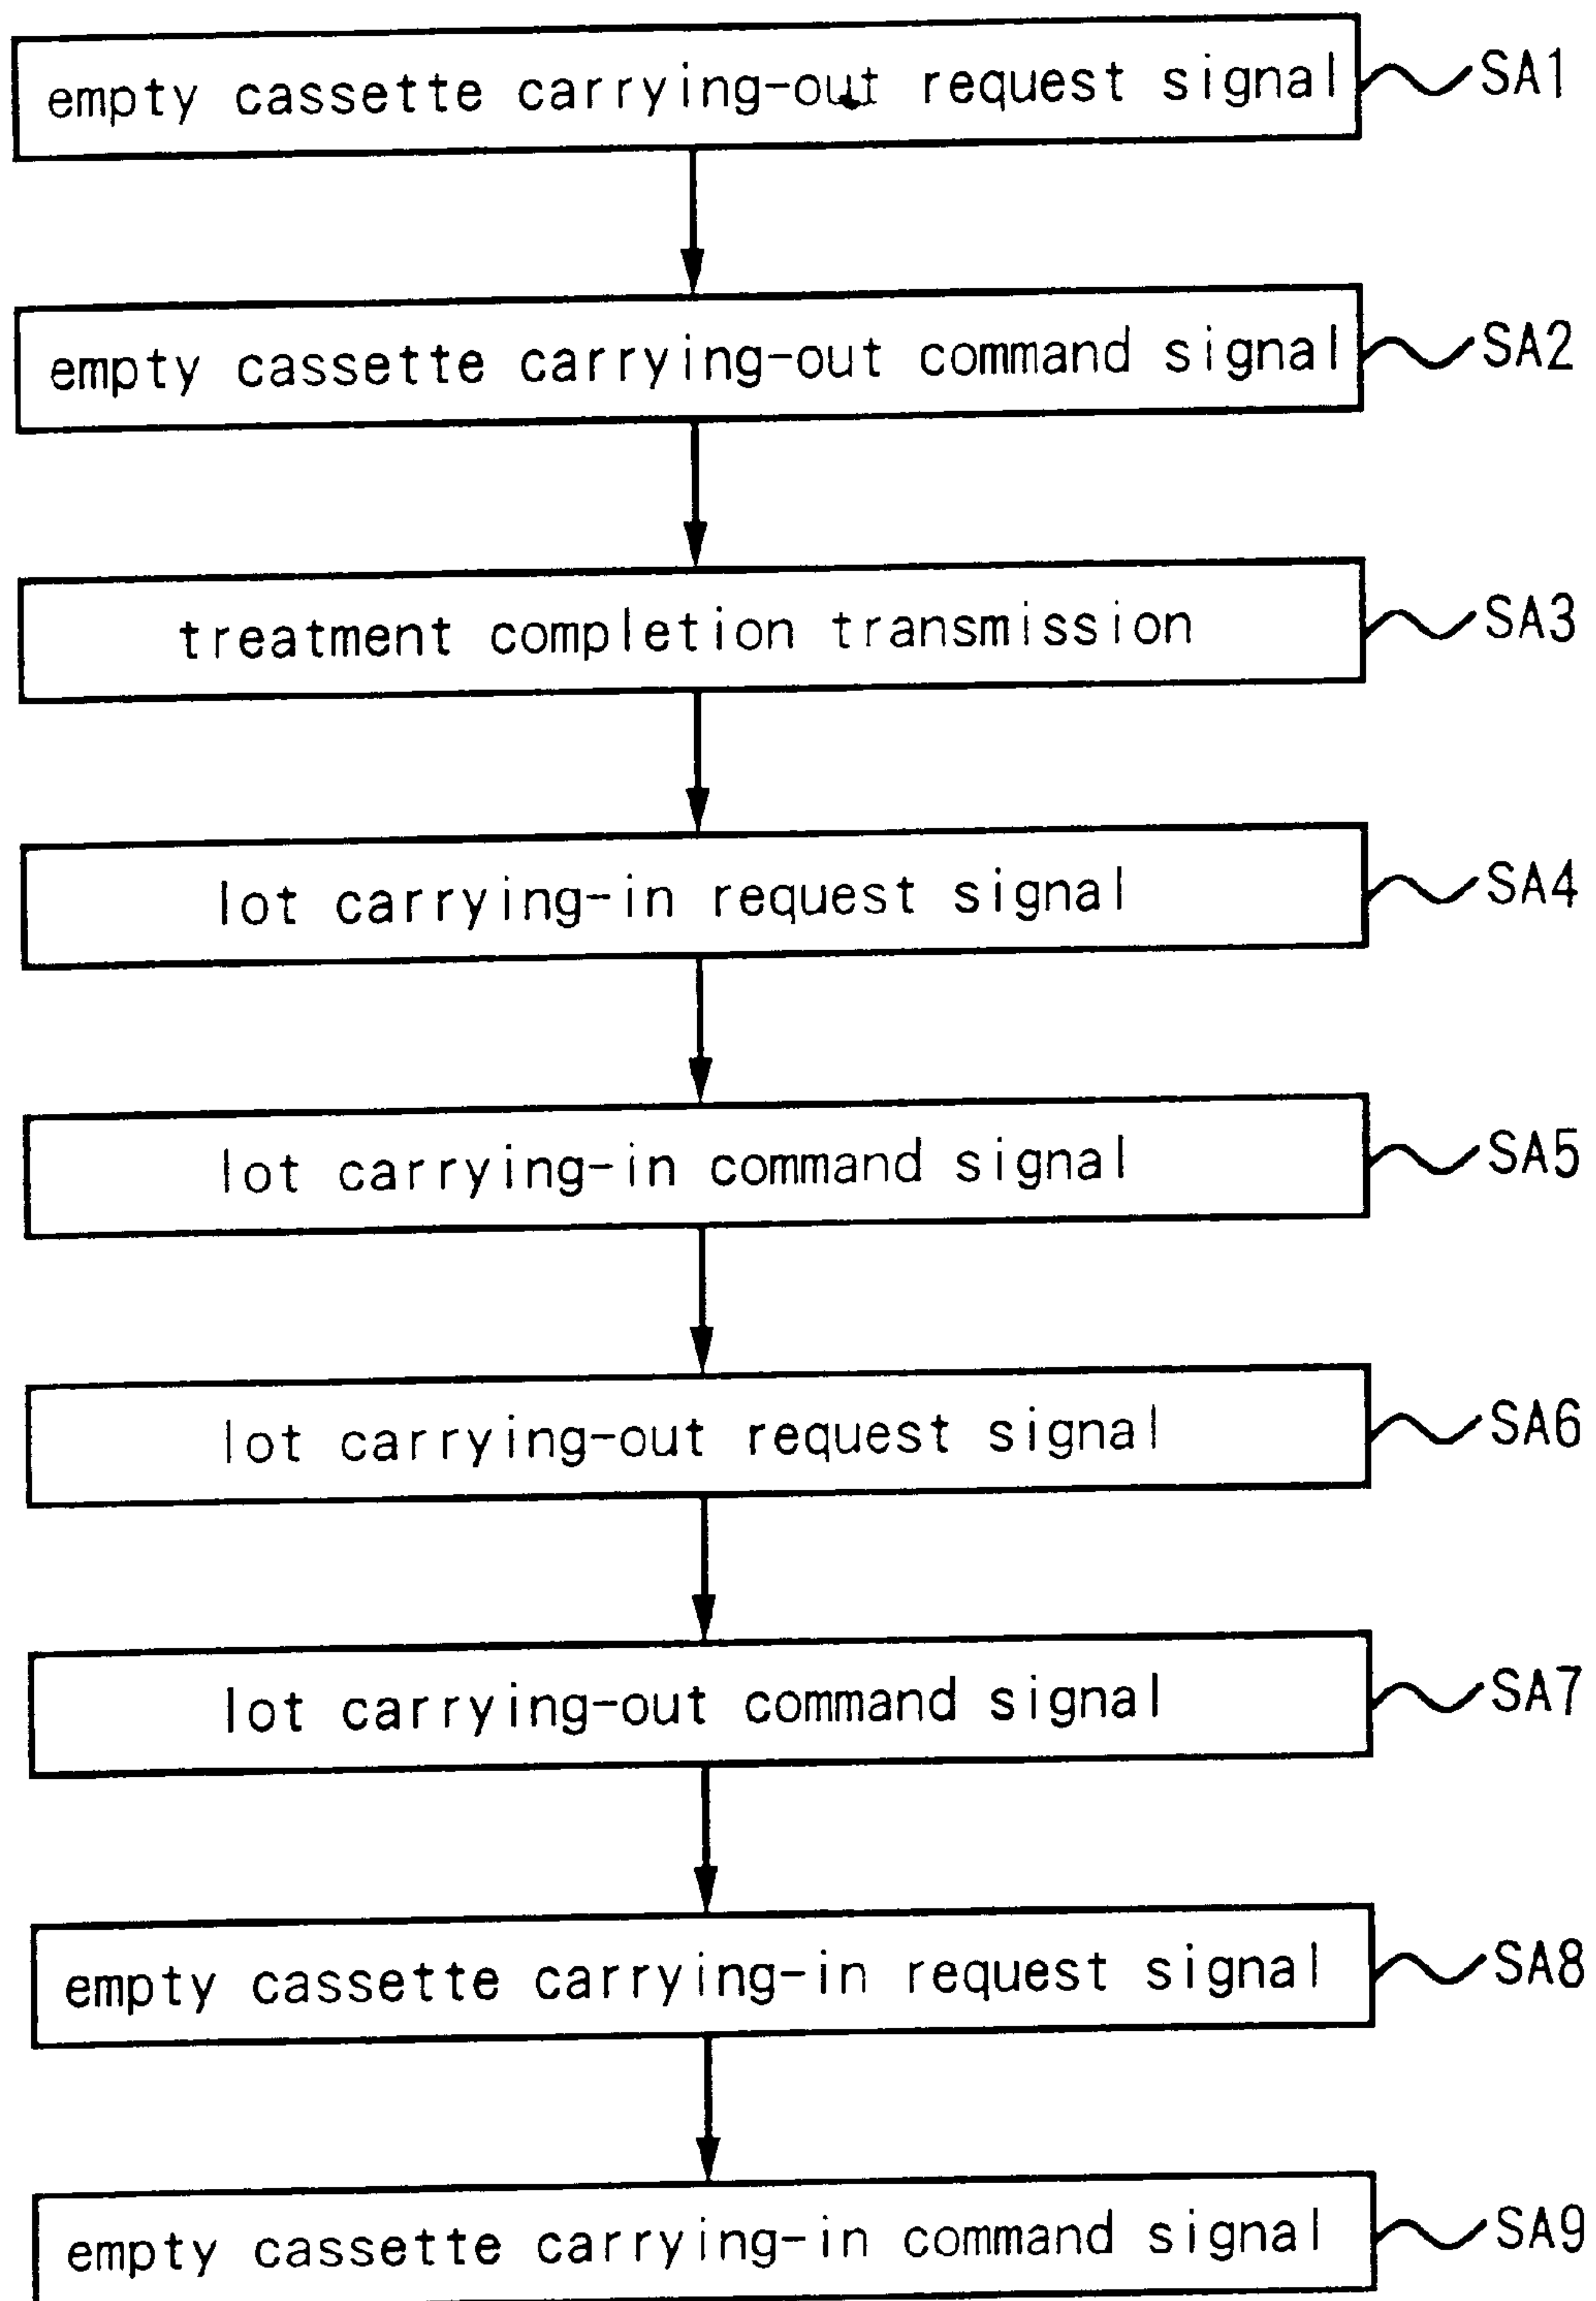 empty cassette carrying-out request signal SA1
empty cassette carrying-out command signal SA2
treatment completion transmission SA3
lot carrying-in request signal SA4
lot carrying-in command signal SA5
lot carrying-out request signal SA6
lot carrying-out command signal SA7
empty cassette carrying-in request signal SA8
empty cassette carrying-in command signal SA9